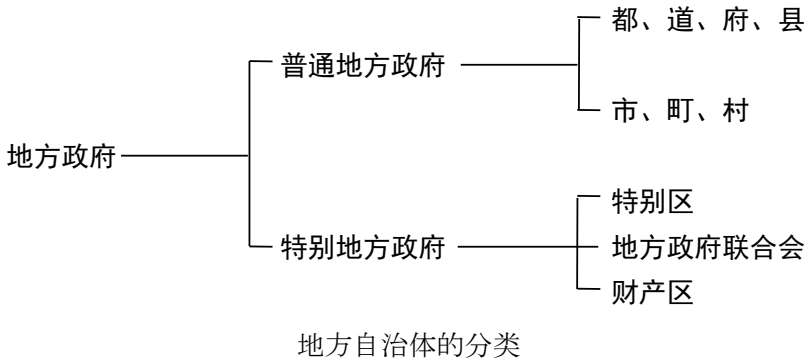 都、道、府、县
普通地方政府
市、町、村
地方政府
特别区
特别地方政府
地方政府联合会
财产区
地方自治体的分类